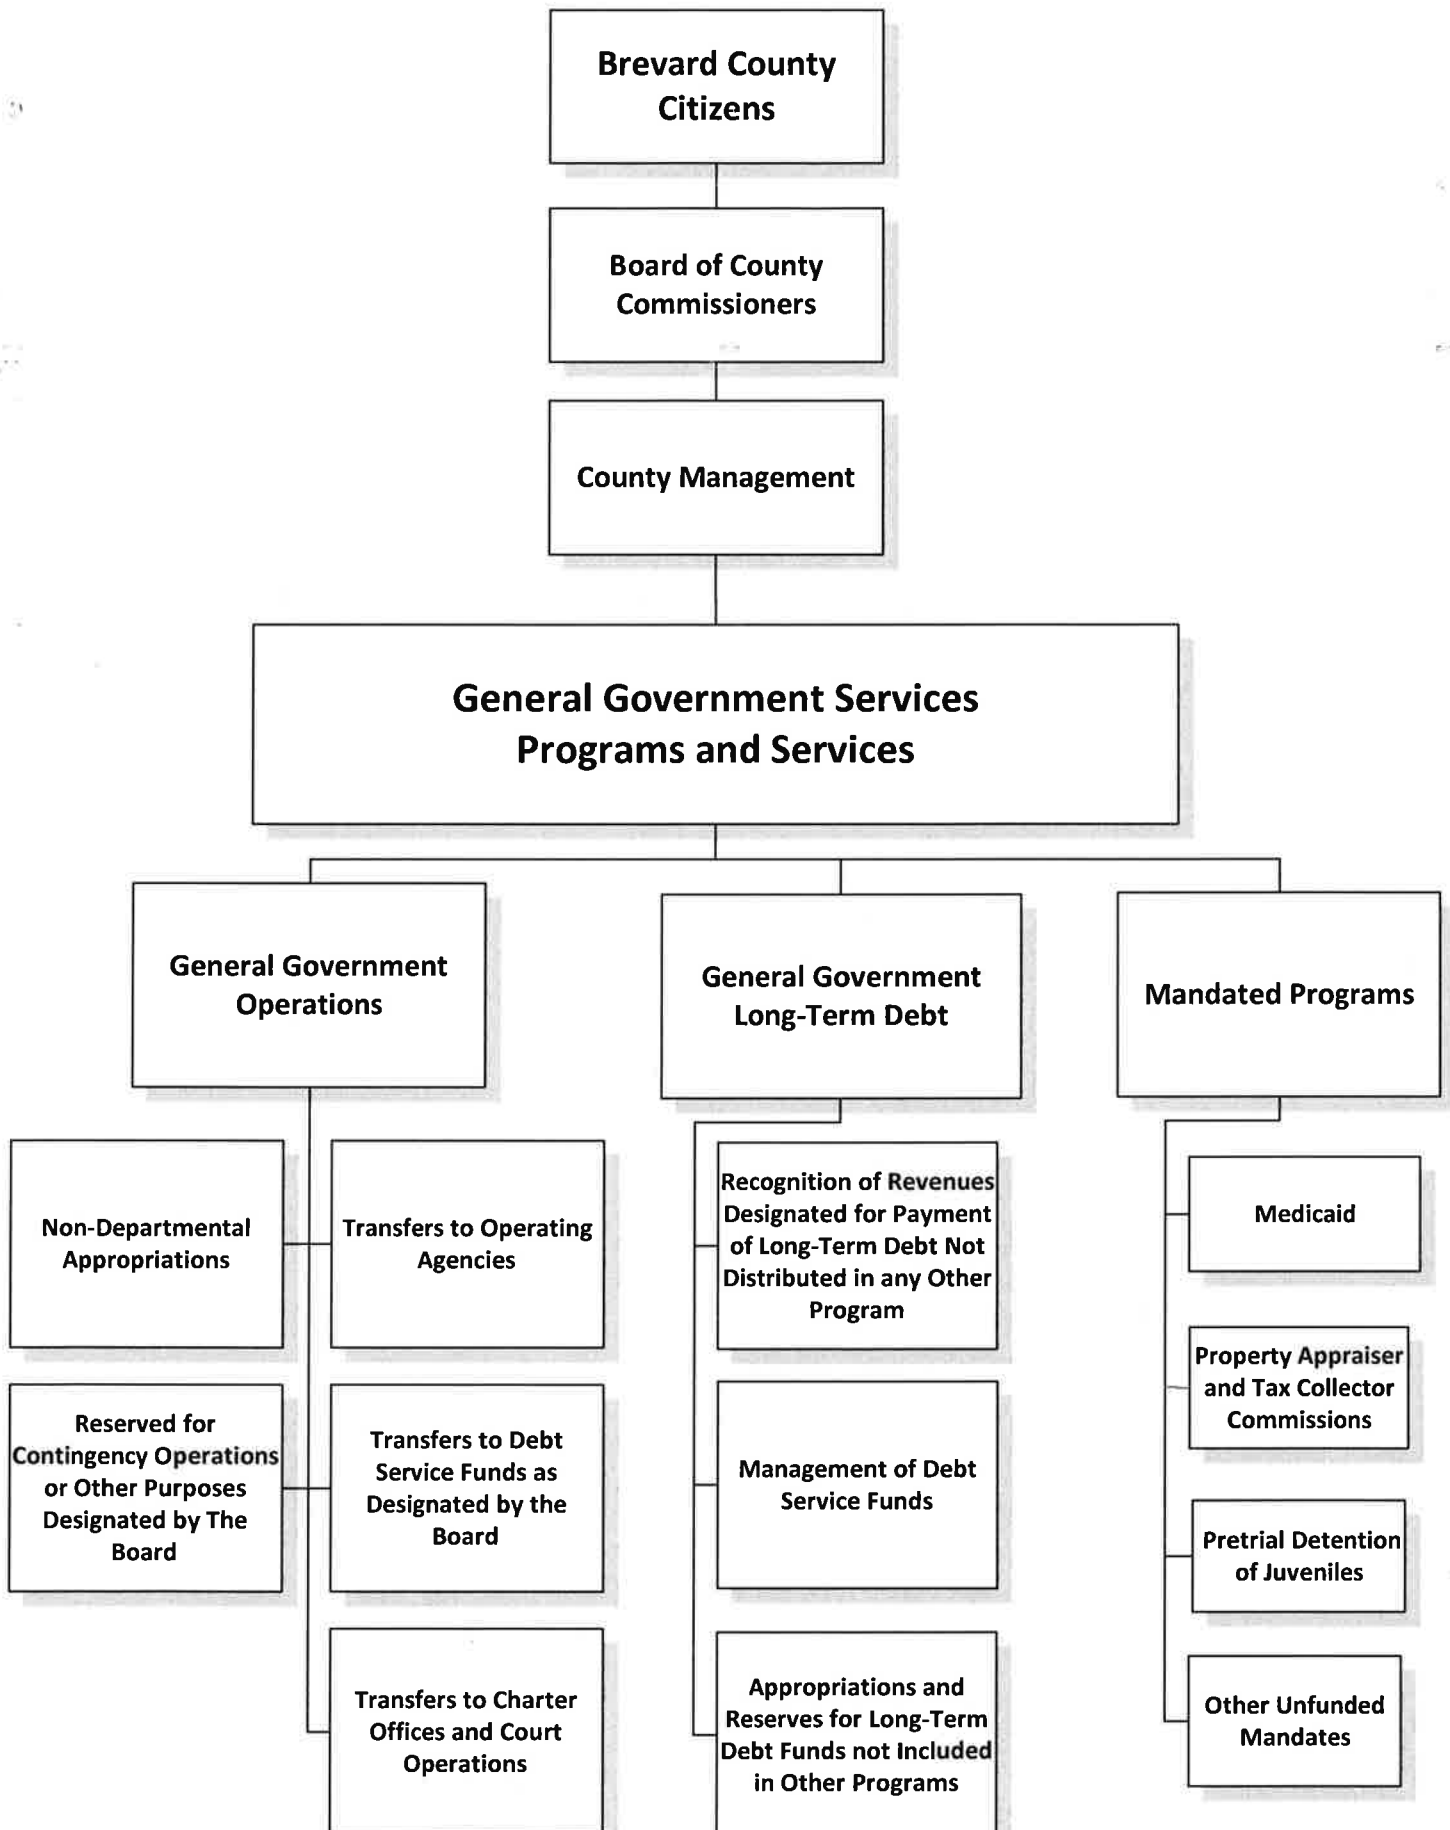 Brevard County
Citizens
Board of County
Commissioners
County Management
General Government Services
Programs and Services
General Government
Operations
General Government
Long-Term Debt
Mandated Programs
Non-Departmental
Appropriations
Transfers to Operating
Agencies
Reserved for
Contingency Operations
or Other Purposes
Designated by The
Board
Transfers to Debt
Service Funds as
Designated by the
Board
Transfers to Charter
Offices and Court
Operations
Recognition of Revenues
Designated for Payment
of Long-Term Debt Not
Distributed in any Other
Program
Management of Debt
Service Funds
Appropriations and
Reserves for Long-Term
Debt Funds not Included
in Other Programs
Medicaid
Property Appraiser
and Tax Collector
Commissions
Pretrial Detention
of Juveniles
Other Unfunded
Mandates